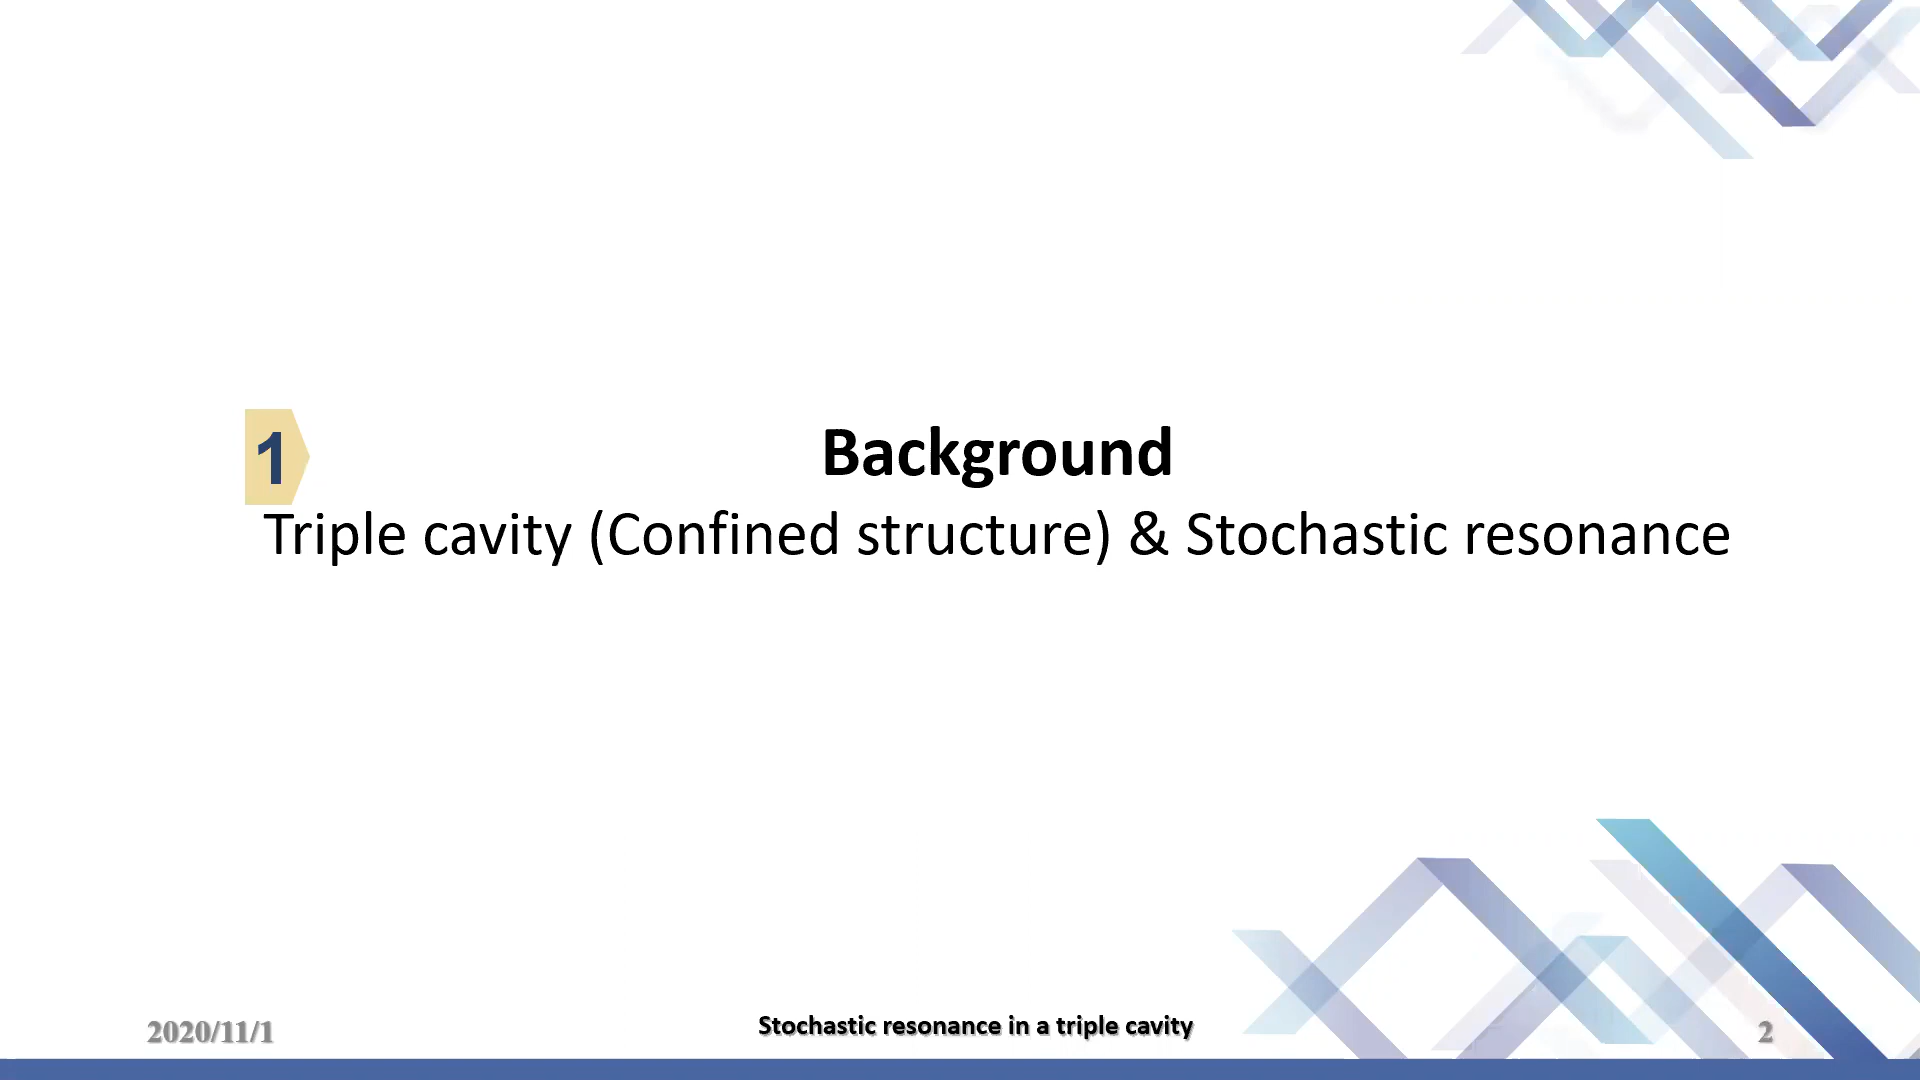 1
Background
Triple cavity (Confined structure) & Stochastic resonance
2020/11/1
Stochastic resonance in a triple cavity
2